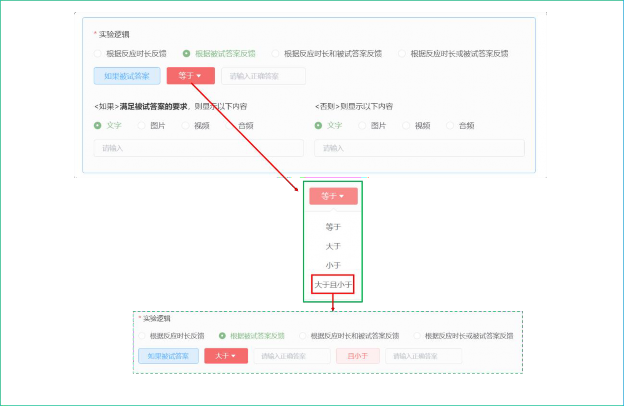 * 实验逻辑
根据反应时长反馈 根据被试答案反馈 根据反应时长和被试答案反馈 根据反应时长或被试答案反馈
如果被试答案 等于 请输入正确答案
<如果>满足被试答案的要求，则显示以下内容 <否则>则显示以下内容
文字 图片 视频 音频 文字 图片 视频 音频
请输入 请输入
等于
等于
大于
小于
大于且小于
* 实验逻辑
根据反应时长反馈 根据被试答案反馈 根据反应时长和被试答案反馈 根据反应时长或被试答案反馈
如果被试答案 大于 请输入正确答案 且小于 请输入正确答案